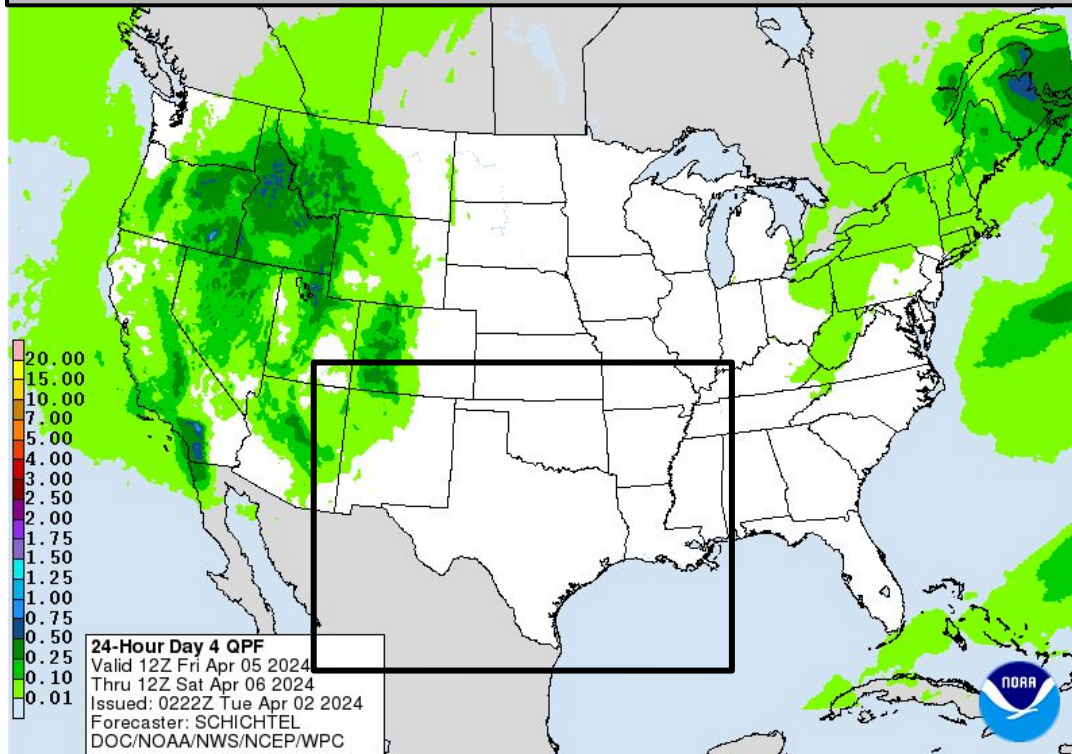 20.00
15.00
10.00
7.00
5.00
4.00
3.00
2.50
2.00
1.75
1.50
1.25
1.00
0.75
0.50
0.25
0.10
0.01
24-Hour Day 4 QPF
Valid 12Z Fri Apr 05 2024
Thru 12Z Sat Apr 06 2024
Issued: 0222Z Tue Apr 02 2024
Forecaster: SCHICHTEL
DOC/NOAA/NWS/NCEP/WPC
NOAA